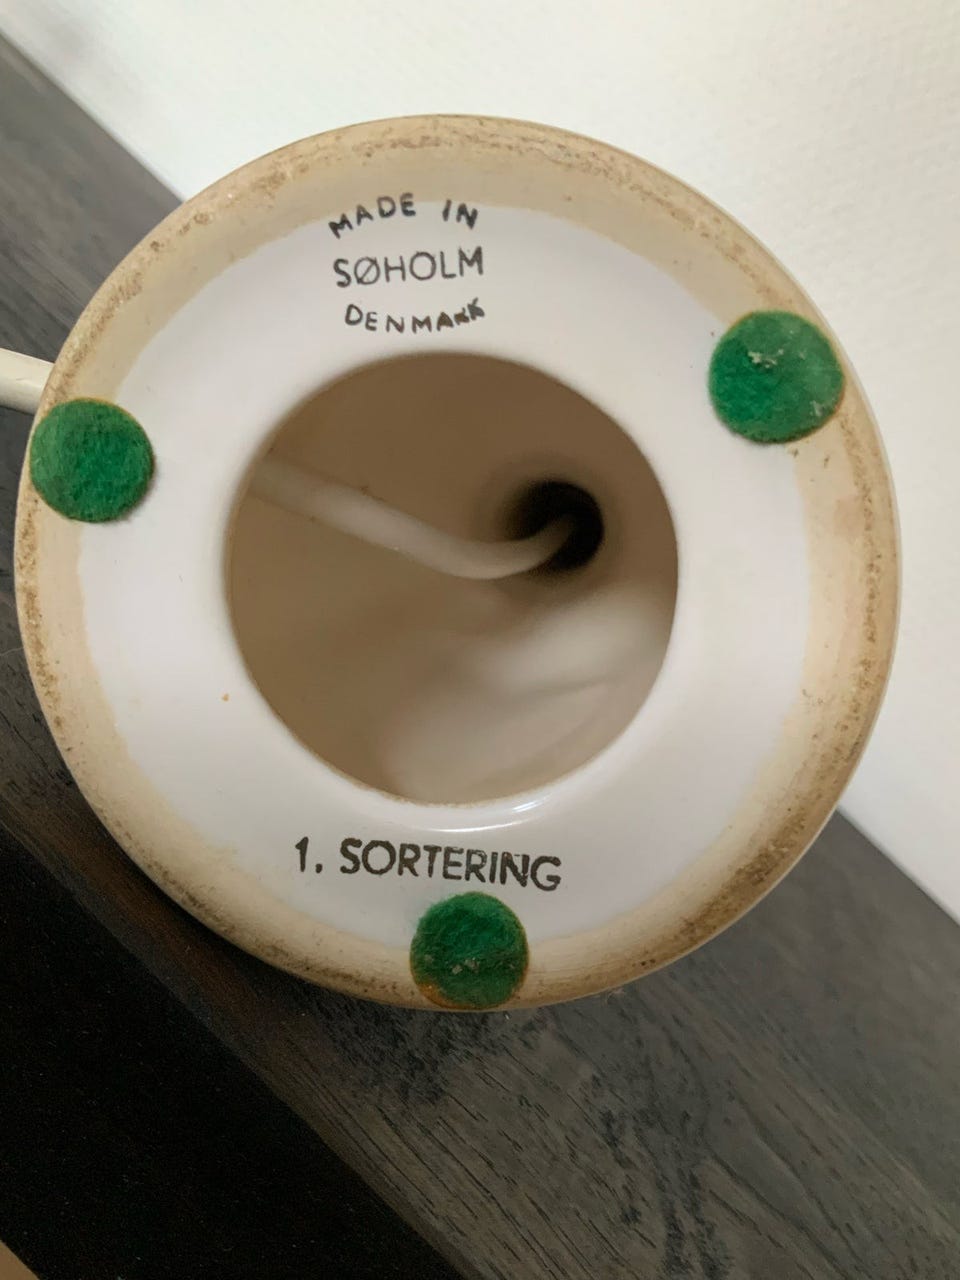 MADE IN
SØHOLM
DENMARK
1. SORTERING